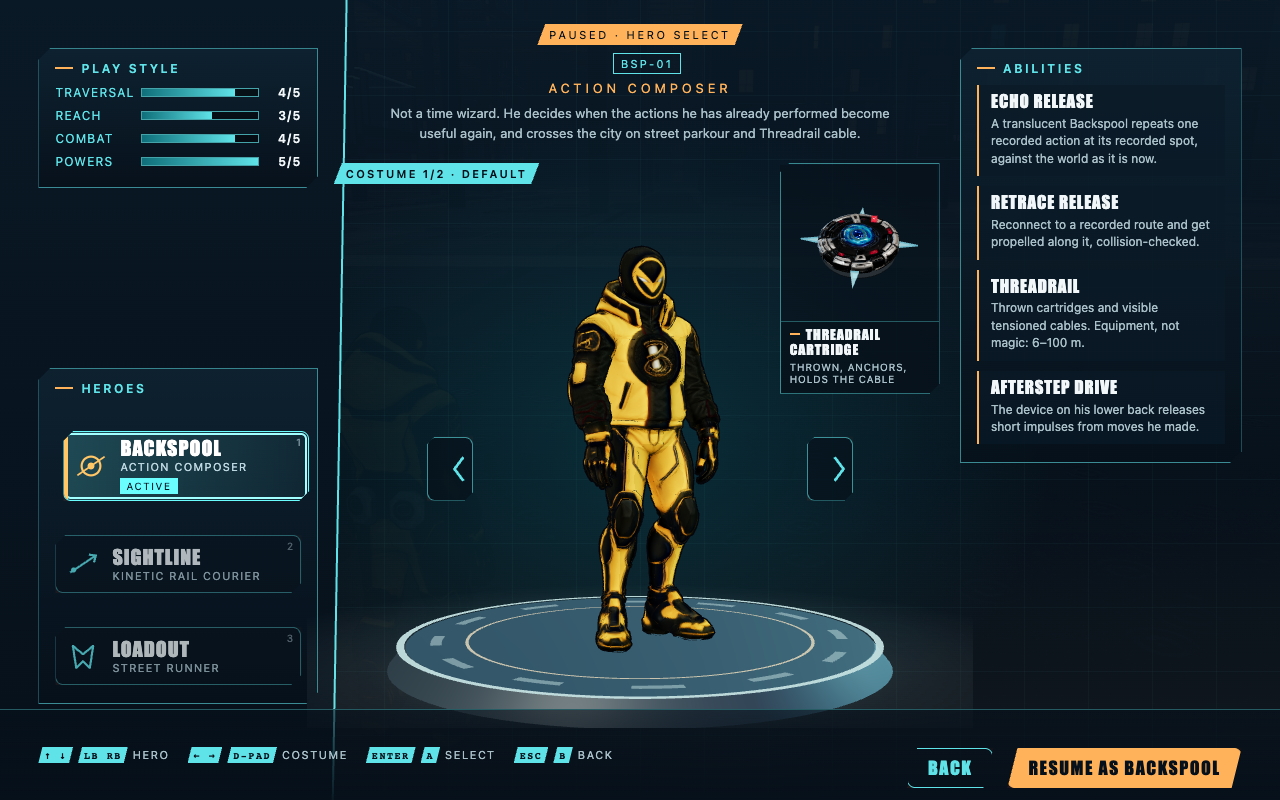 PAUSED · HERO SELECT
BSP-01
ACTION COMPOSER
Not a time wizard. He decides when the actions he has already performed become
useful again, and crosses the city on street parkour and Threadrail cable.
PLAY STYLE
TRAVERSAL 4/5
REACH 3/5
COMBAT 4/5
POWERS 5/5
COSTUME 1/2 · DEFAULT
HEROES
1
BACKSPOOL
ACTION COMPOSER
ACTIVE
2
SIGHTLINE
KINETIC RAIL COURIER
3
LOADOUT
STREET RUNNER
THREADRAIL
CARTRIDGE
THROWN, ANCHORS,
HOLDS THE CABLE
ABILITIES
ECHO RELEASE
A translucent Backspool repeats one
recorded action at its recorded spot,
against the world as it is now.
RETRACE RELEASE
Reconnect to a recorded route and get
propelled along it, collision-checked.
THREADRAIL
Thrown cartridges and visible
tensioned cables. Equipment, not
magic: 6–100 m.
AFTERSTEP DRIVE
The device on his lower back releases
short impulses from moves he made.
↑ ↓ LB RB HERO ← → D-PAD COSTUME ENTER A SELECT ESC B BACK
BACK
RESUME AS BACKSPOOL